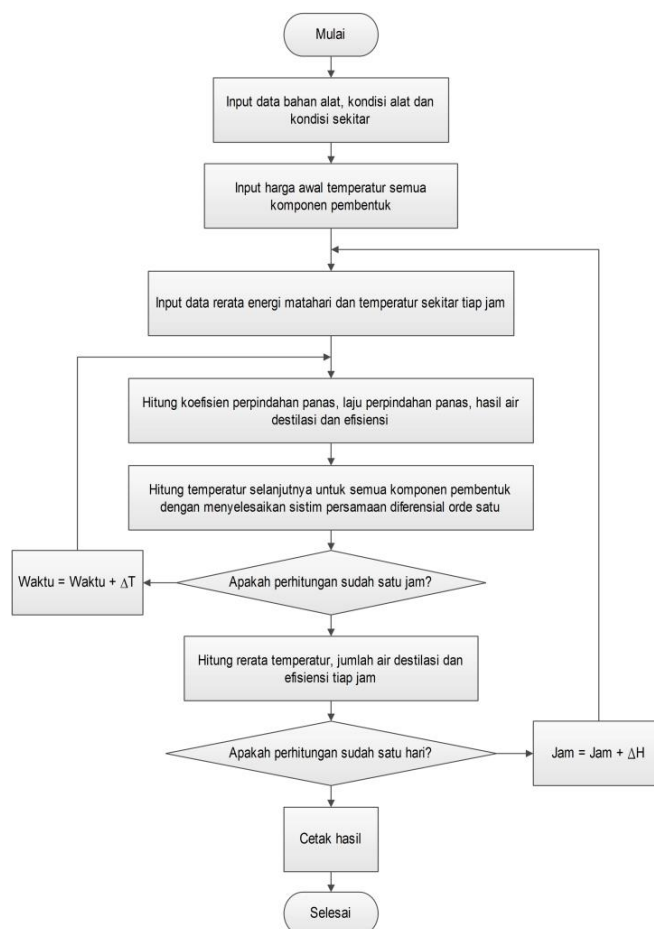 Mulai
Input data bahan alat, kondisi alat dan
kondisi sekitar
Input harga awal temperatur semua
komponen pembentuk
Input data rerata energi matahari dan temperatur sekitar tiap jam
Hitung koefisien perpindahan panas, laju perpindahan panas, hasil air
destilasi dan efisiensi
Hitung temperatur selanjutnya untuk semua komponen pembentuk
dengan menyelesaikan sistim persamaan diferensial orde satu
Waktu = Waktu + ΔT
Apakah perhitungan sudah satu jam?
Hitung rerata temperatur, jumlah air destilasi dan
efisiensi tiap jam
Apakah perhitungan sudah satu hari?
Jam = Jam + ΔH
Cetak hasil
Selesai